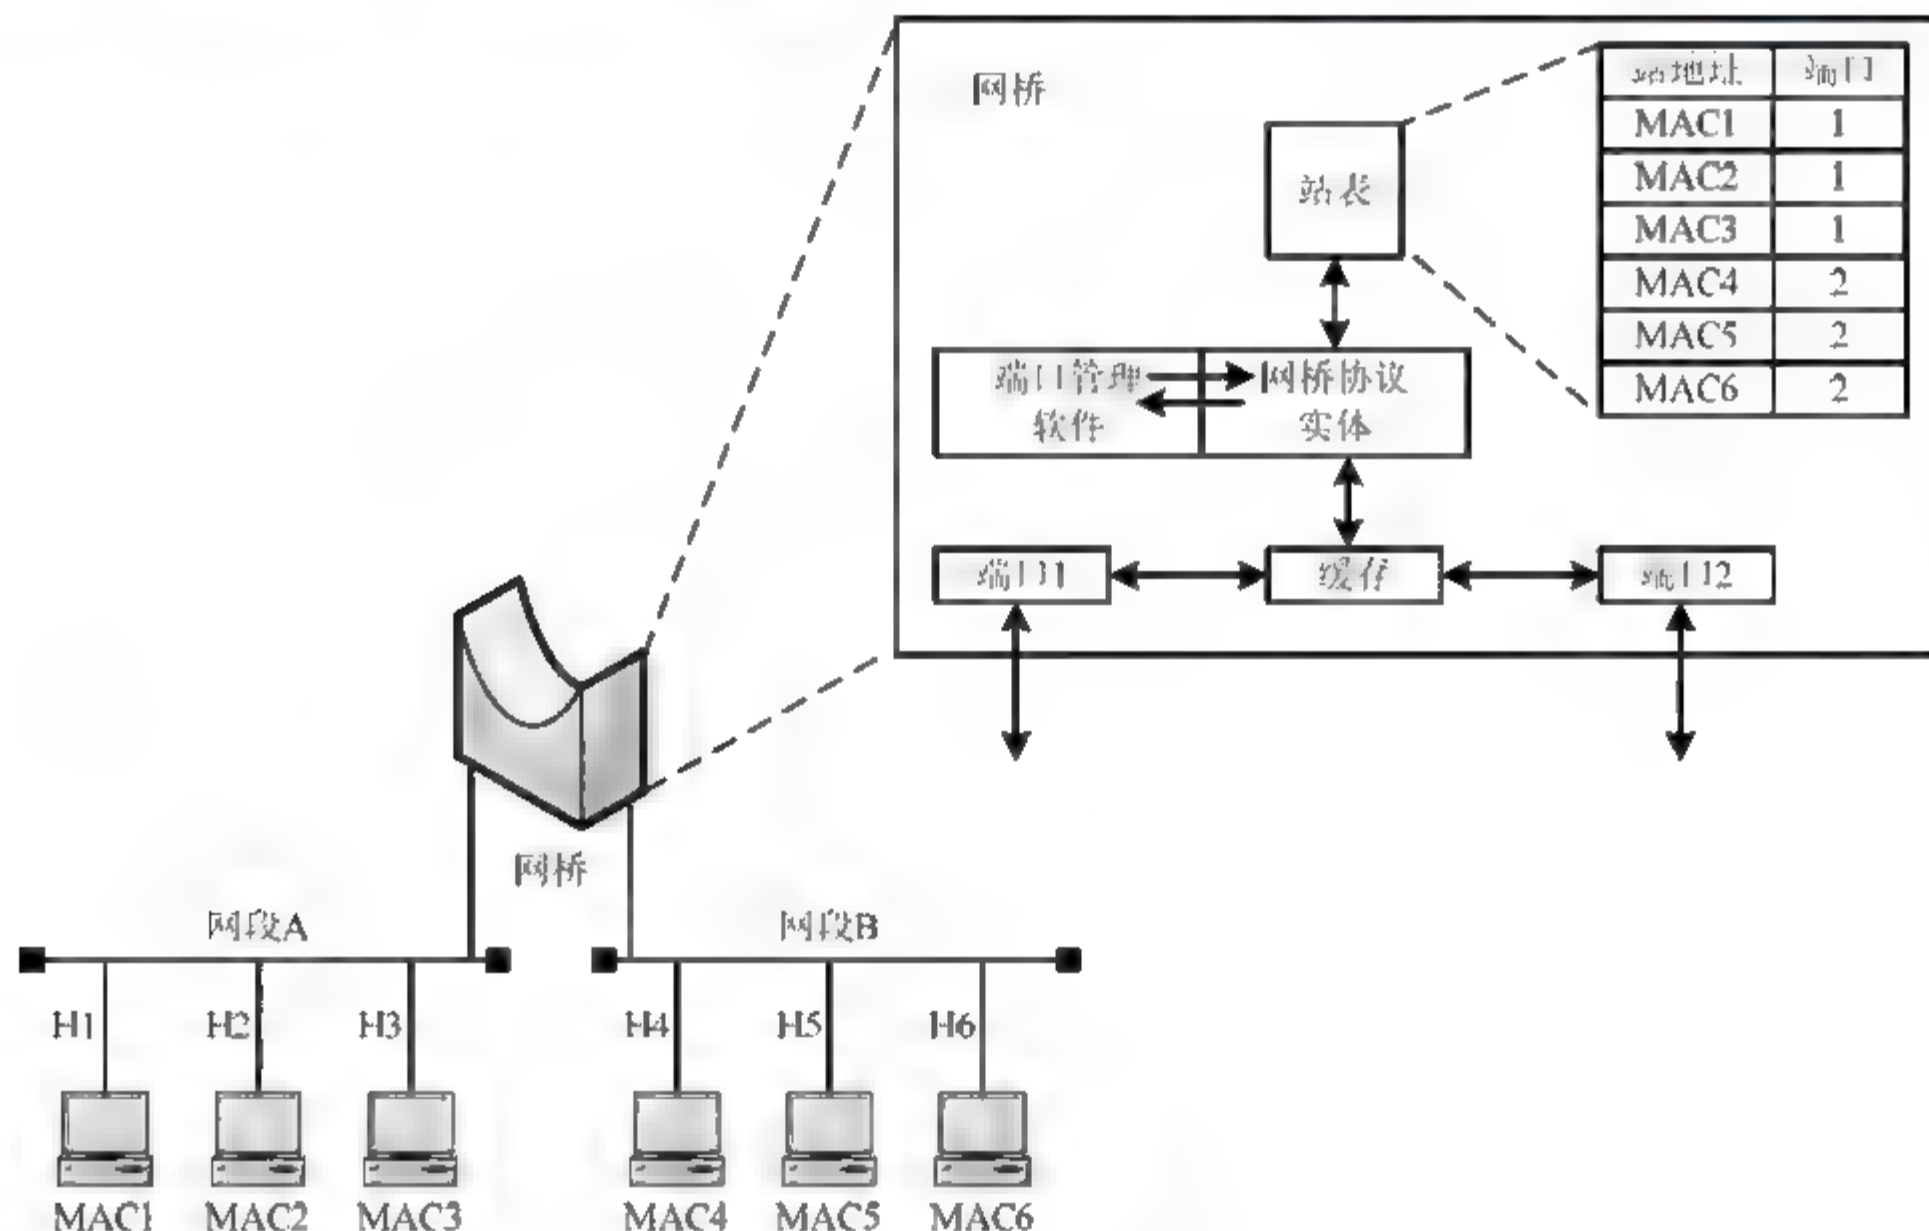 网桥
站地址 端口
MAC1 1
MAC2 1
MAC3 1
MAC4 2
MAC5 2
MAC6 2
站表
端口管理 网桥协议
软件 实体
端口1 缓存 端口2
网桥
网段A 网段B
H1 H2 H3 H4 H5 H6
MAC1 MAC2 MAC3 MAC4 MAC5 MAC6